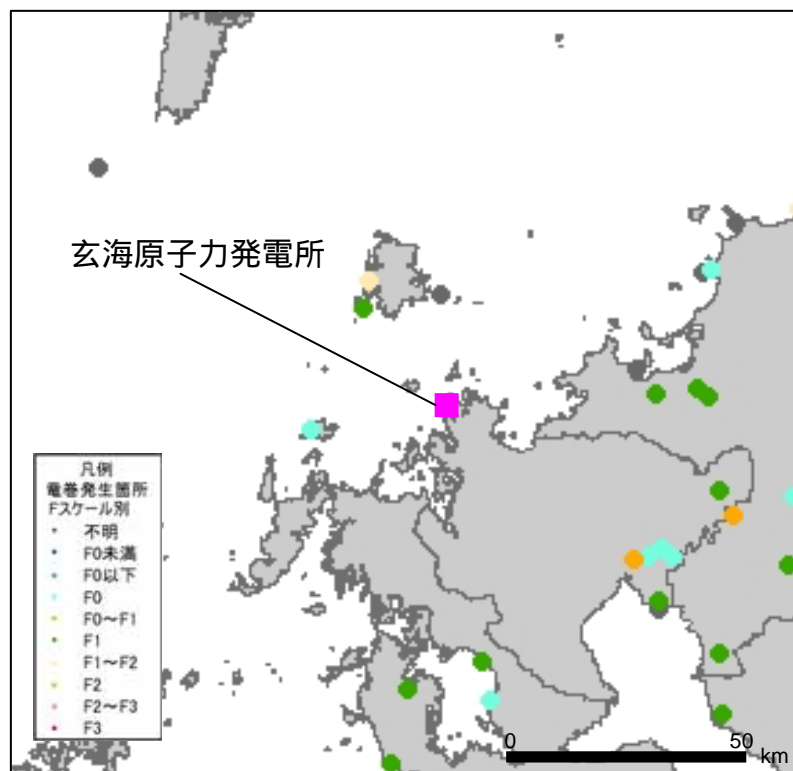 玄海原子力発電所
凡例
竜巻発生箇所
Fスケール別
不明
F0未満
F0以下
F0
F0～F1
F1
F1～F2
F2
F2～F3
F3
0 50
km